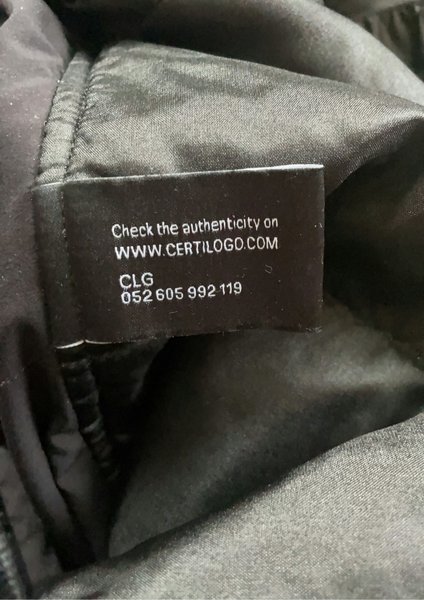 Check the authenticity on
WWW.CERTILOGO.COM
CLG
052 605 992 119